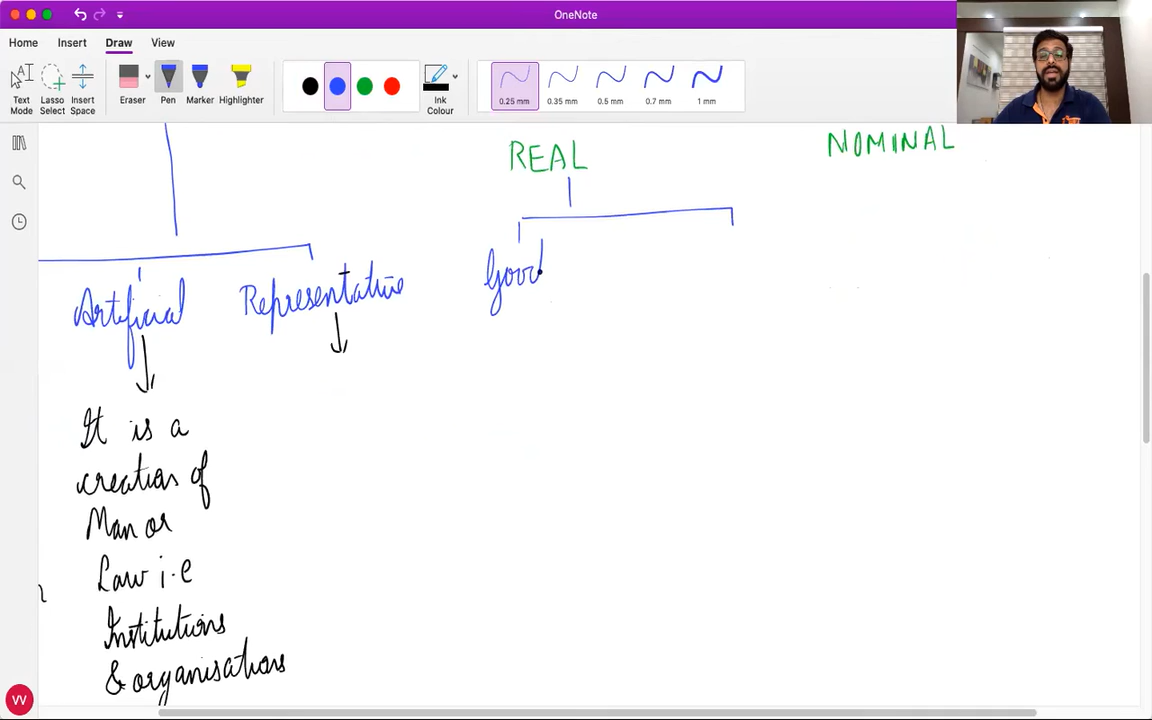 OneNote
Home Insert Draw View
Text Mode
Lasso Select
Insert Space
Eraser
Pen
Marker
Highlighter
Ink Colour
0.25 mm
0.35 mm
0.5 mm
0.7 mm
1 mm
REAL
NOMINAL
Artificial
Representative
Good
It is a
creation of
Man or
Law i.e
Institutions
& organisations
VV